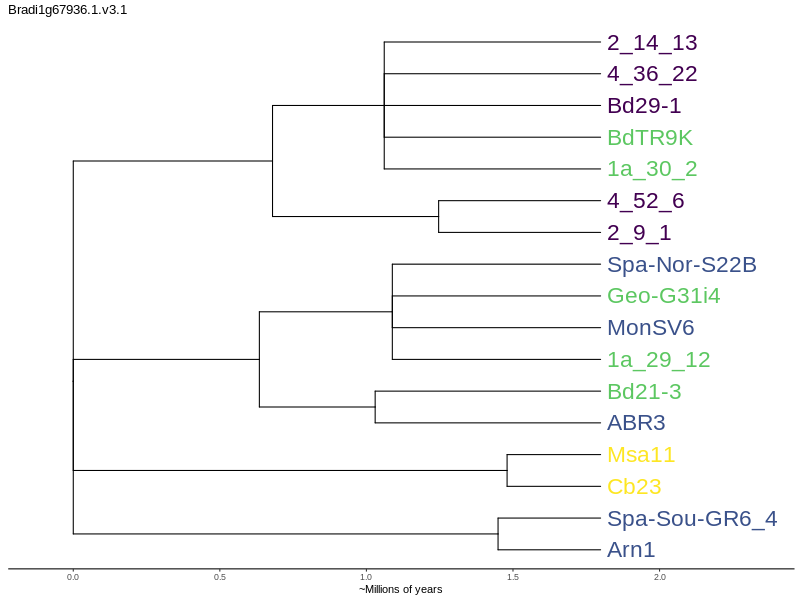 Bradi1g67936.1.v3.1
2_14_13
4_36_22
Bd29-1
BdTR9K
1a_30_2
4_52_6
2_9_1
Spa-Nor-S22B
Geo-G31i4
MonSV6
1a_29_12
Bd21-3
ABR3
Msa11
Cb23
Spa-Sou-GR6_4
Arn1
0.0 0.5 1.0 1.5 2.0
~Millions of years